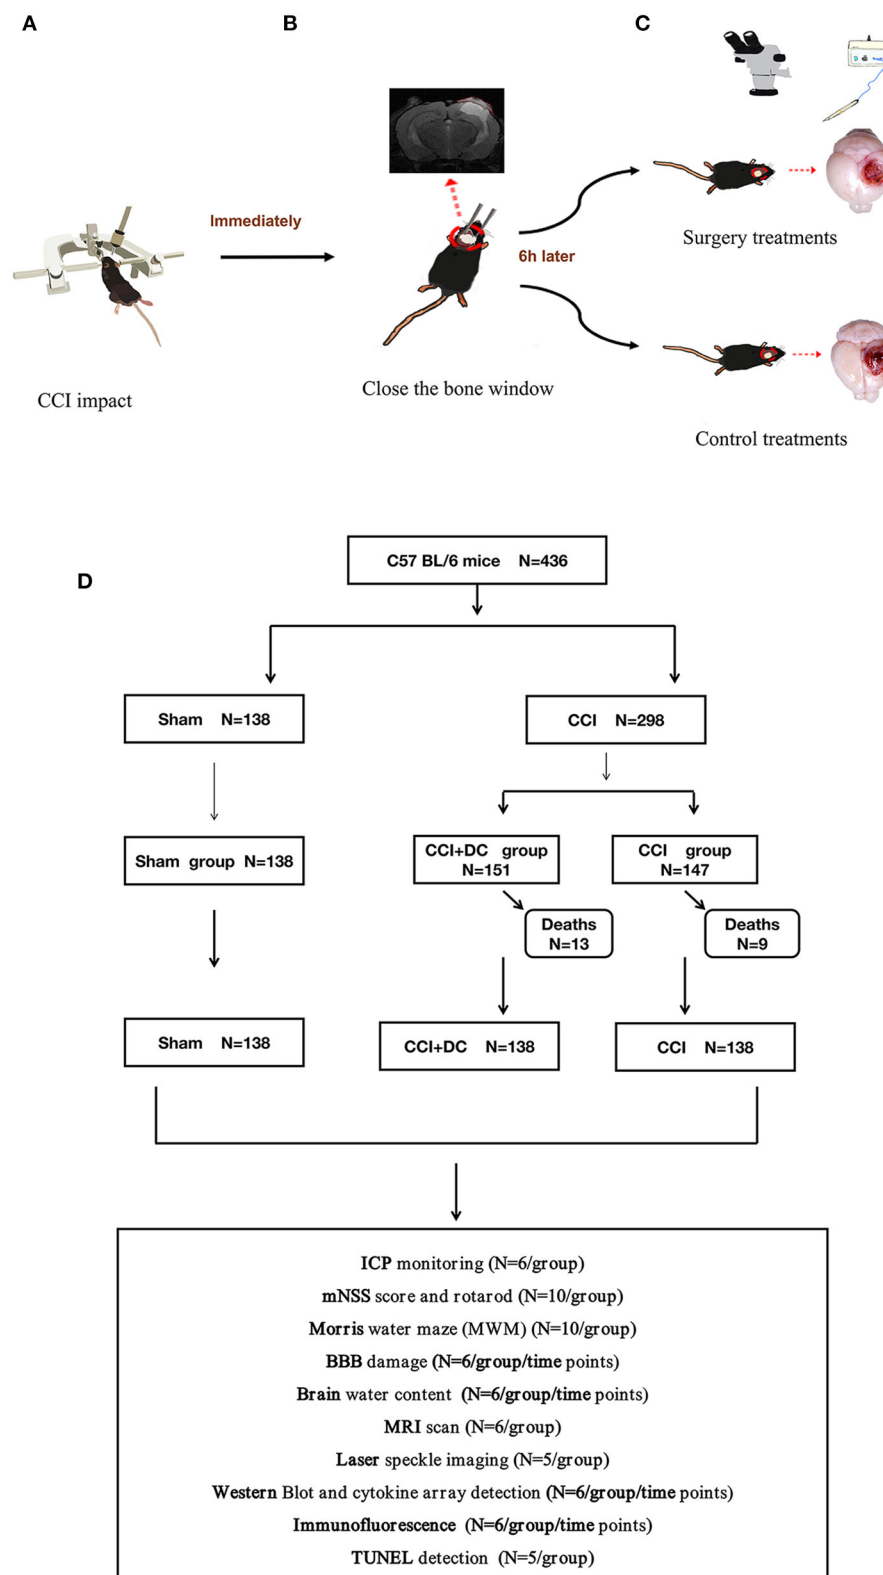 A
B
C
Immediately
6h later
Surgery treatments
CCI impact
Close the bone window
Control treatments
D
C57 BL/6 mice N=436
Sham N=138
CCI N=298
Sham group N=138
CCI+DC group
N=151
CCI group
N=147
Deaths
N=13
Deaths
N=9
Sham N=138
CCI+DC N=138
CCI N=138
ICP monitoring (N=6/group)
mNSS score and rotarod (N=10/group)
Morris water maze (MWM) (N=10/group)
BBB damage (N=6/group/time points)
Brain water content (N=6/group/time points)
MRI scan (N=6/group)
Laser speckle imaging (N=5/group)
Western Blot and cytokine array detection (N=6/group/time points)
Immunofluorescence (N=6/group/time points)
TUNEL detection (N=5/group)